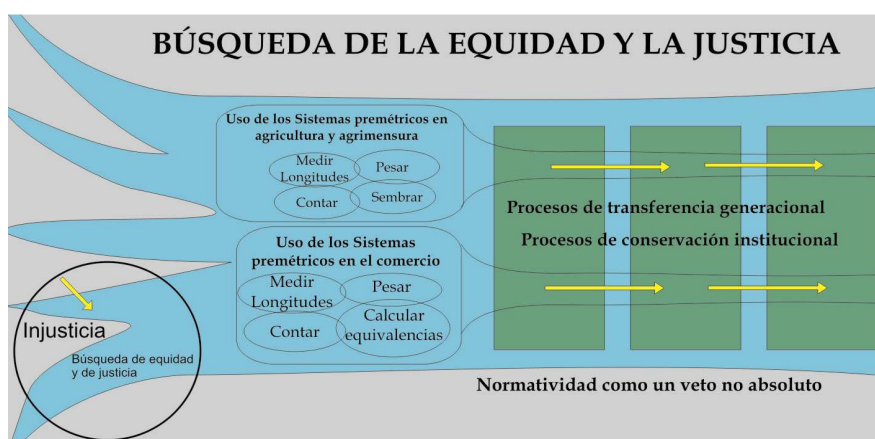 BÚSQUEDA DE LA EQUIDAD Y LA JUSTICIA
Uso de los Sistemas premétricos en
agricultura y agrimensura
Medir
Longitudes
Pesar
Contar
Sembrar
Uso de los Sistemas
premétricos en el comercio
Medir
Longitudes
Pesar
Contar
Calcular
equivalencias
Procesos de transferencia generacional
Procesos de conservación institucional
Injusticia
Búsqueda de equidad
y de justicia
Normatividad como un veto no absoluto